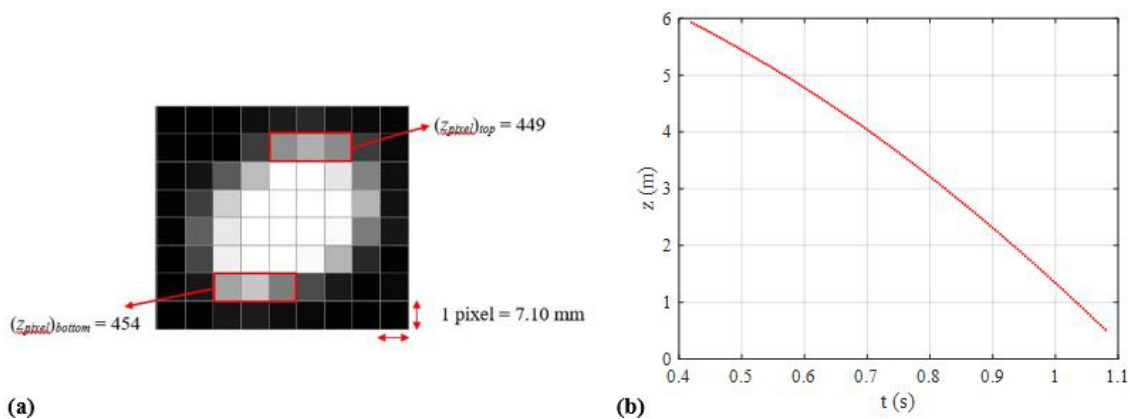 (z_pixel)_top = 449
(z_pixel)_bottom = 454
1 pixel = 7.10 mm
(a)
6
5
4
3
2
1
0
z (m)
0.4 0.5 0.6 0.7 0.8 0.9 1 1.1
t (s)
(b)